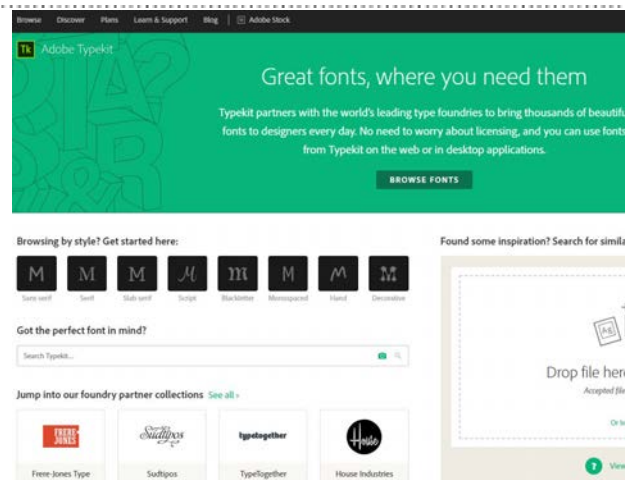 Browse Discover Plans Learn & Support Blog Adobe Stock
Tk Adobe Typekit
Great fonts, where you need them
Typekit partners with the world's leading type foundries to bring thousands of beautifu
fonts to designers every day. No need to worry about licensing, and you can use fonts
from Typekit on the web or in desktop applications.
BROWSE FONTS
Browsing by style? Get started here:
M M M M M M M M
Sans serif Serif Slab serif Script Blackletter Monospaced Hand Decorative
Got the perfect font in mind?
Search Typekit...
Jump into our foundry partner collections See all ›
FRERE JONES
Sudtipos
typetogether
House
Frere-Jones Type Sudtipos TypeTogether House Industries
Found some inspiration? Search for simila
Ag
Drop file here
Accepted file
View